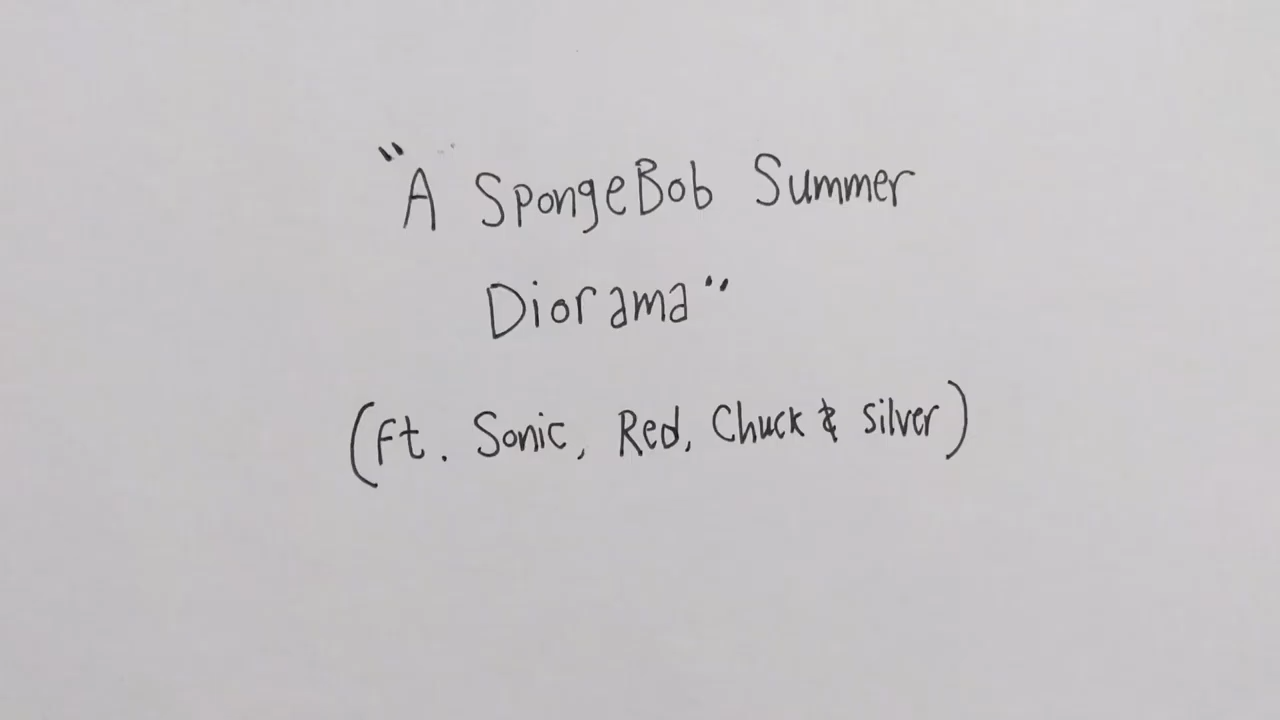 "A SpongeBob Summer
Diorama"
(ft. Sonic, Red, Chuck & Silver)